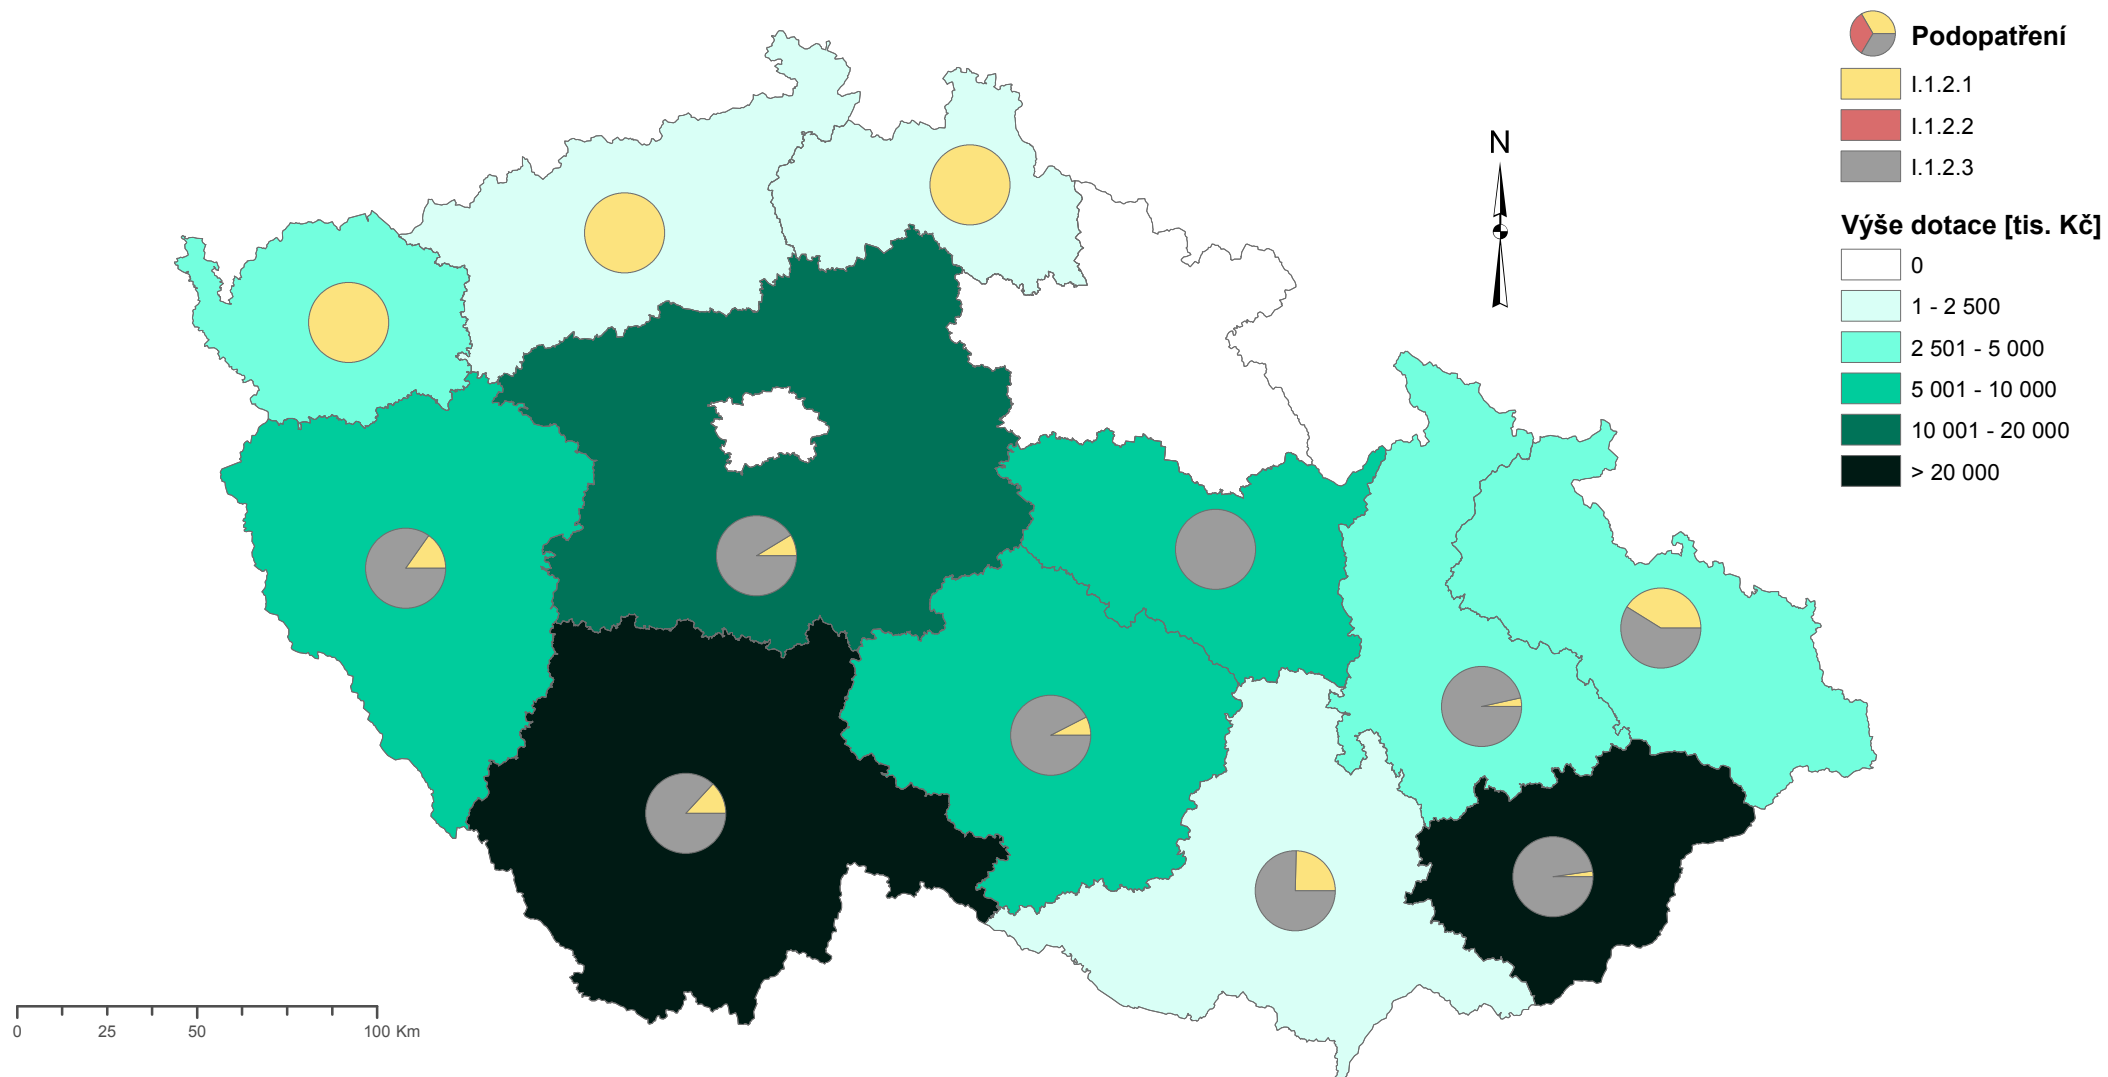 Podopatření
I.1.2.1
I.1.2.2
I.1.2.3
N
Výše dotace [tis. Kč]
0
1 - 2 500
2 501 - 5 000
5 001 - 10 000
10 001 - 20 000
> 20 000
0 25 50 100 Km